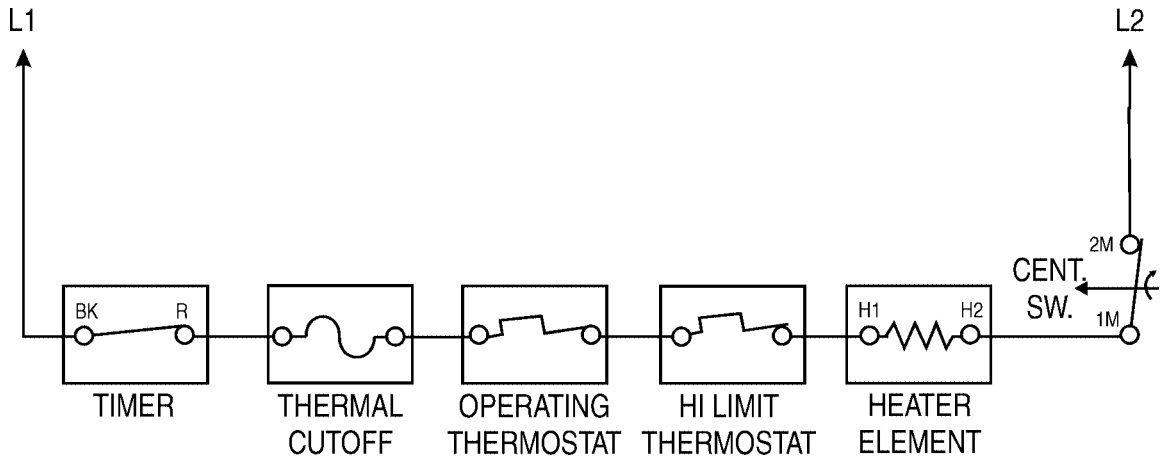 L1
L2
2M
CENT.
SW.
1M
BK
R
H1
H2
TIMER
THERMAL
CUTOFF
OPERATING
THERMOSTAT
HI LIMIT
THERMOSTAT
HEATER
ELEMENT